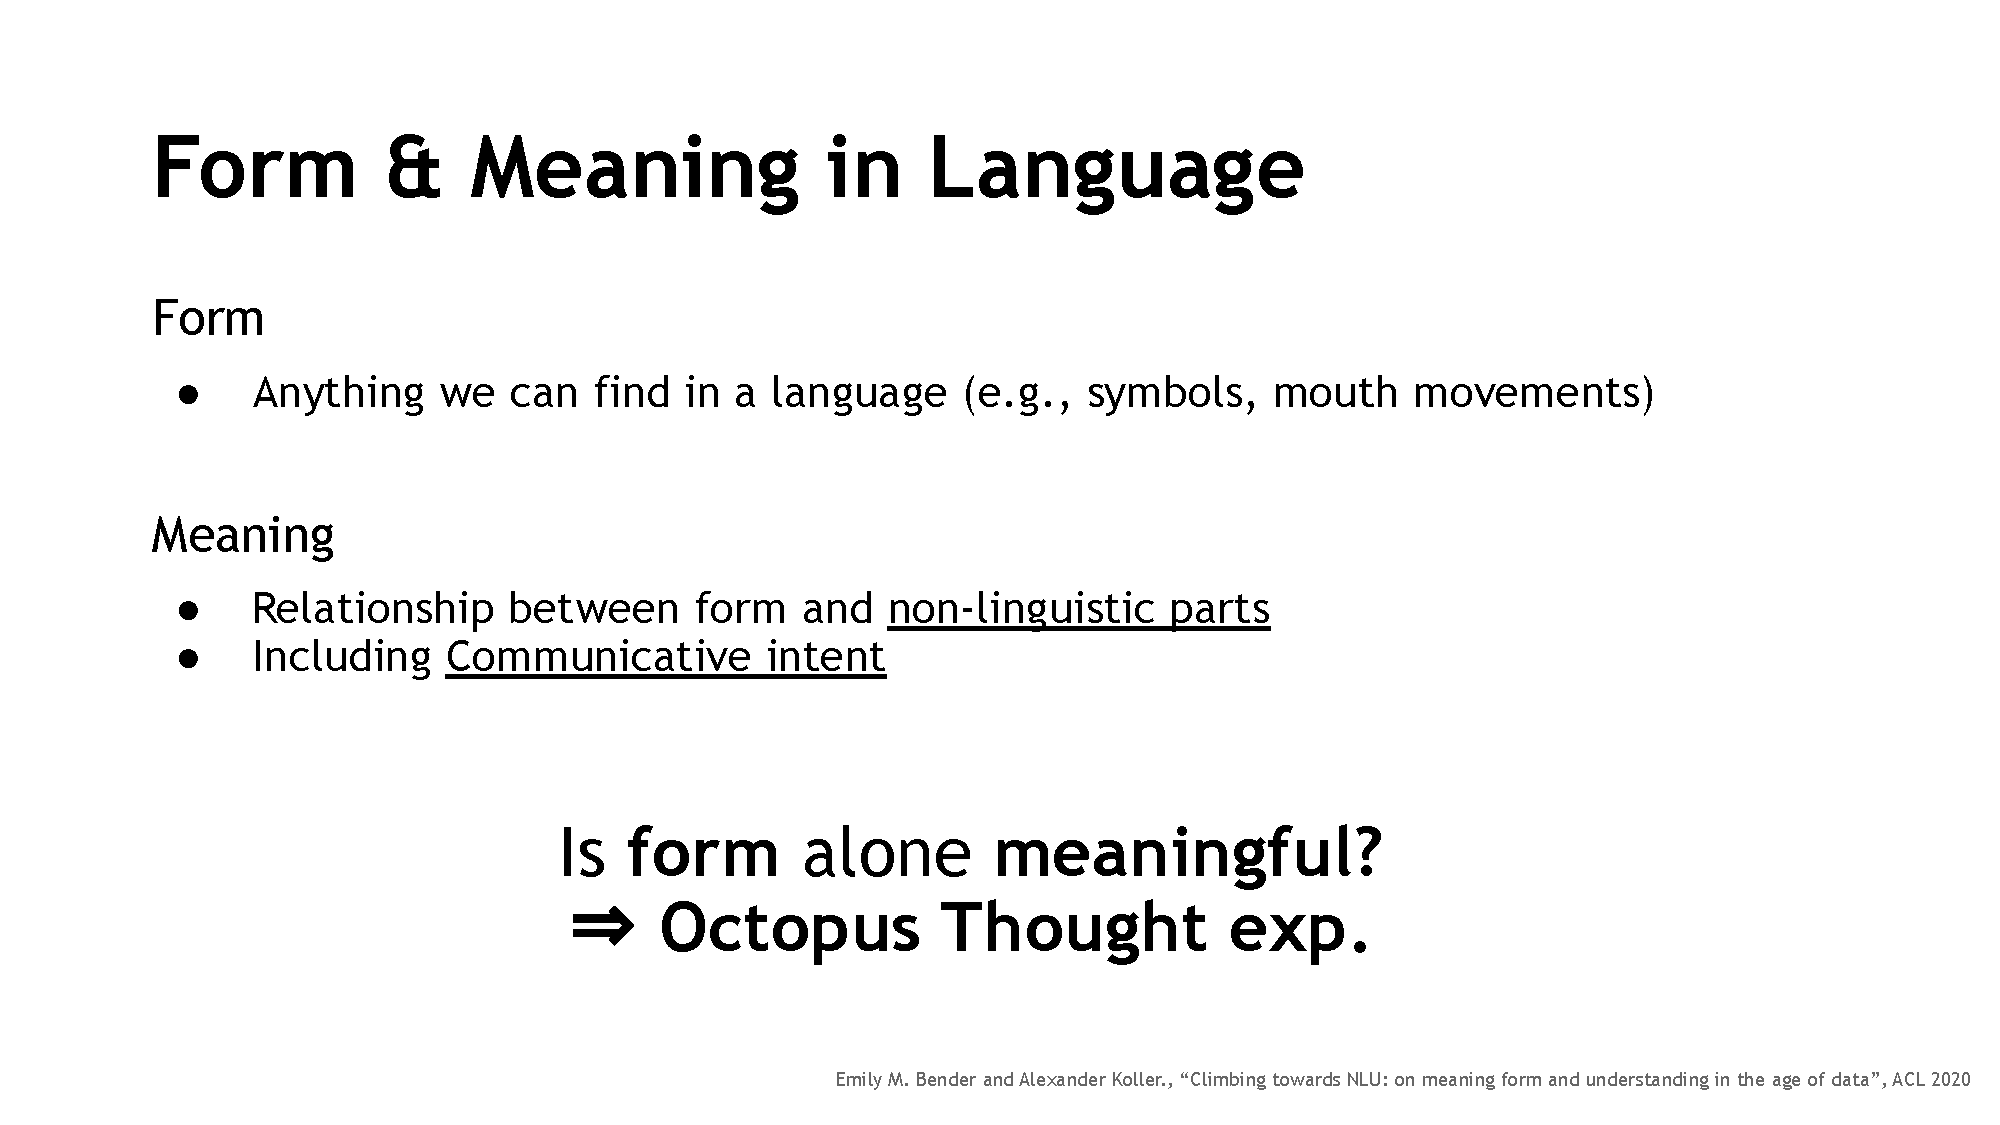 Form & Meaning in Language
Form
● Anything we can find in a language (e.g., symbols, mouth movements)
Meaning
● Relationship between form and non-linguistic parts
● Including Communicative intent
Is form alone meaningful?
⇒ Octopus Thought exp.
Emily M. Bender and Alexander Koller., “Climbing towards NLU: on meaning form and understanding in the age of data”, ACL 2020